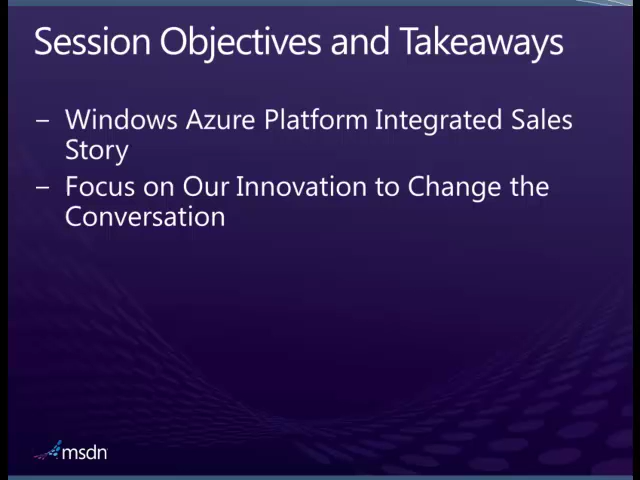 Session Objectives and Takeaways
– Windows Azure Platform Integrated Sales
Story
– Focus on Our Innovation to Change the
Conversation
msdn